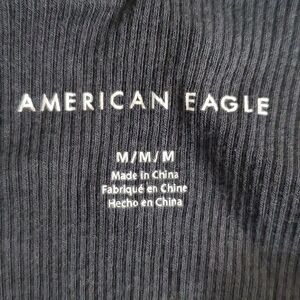 AMERICAN EAGLE
M/M/M
Made in China
Fabriqué en Chine
Hecho en China